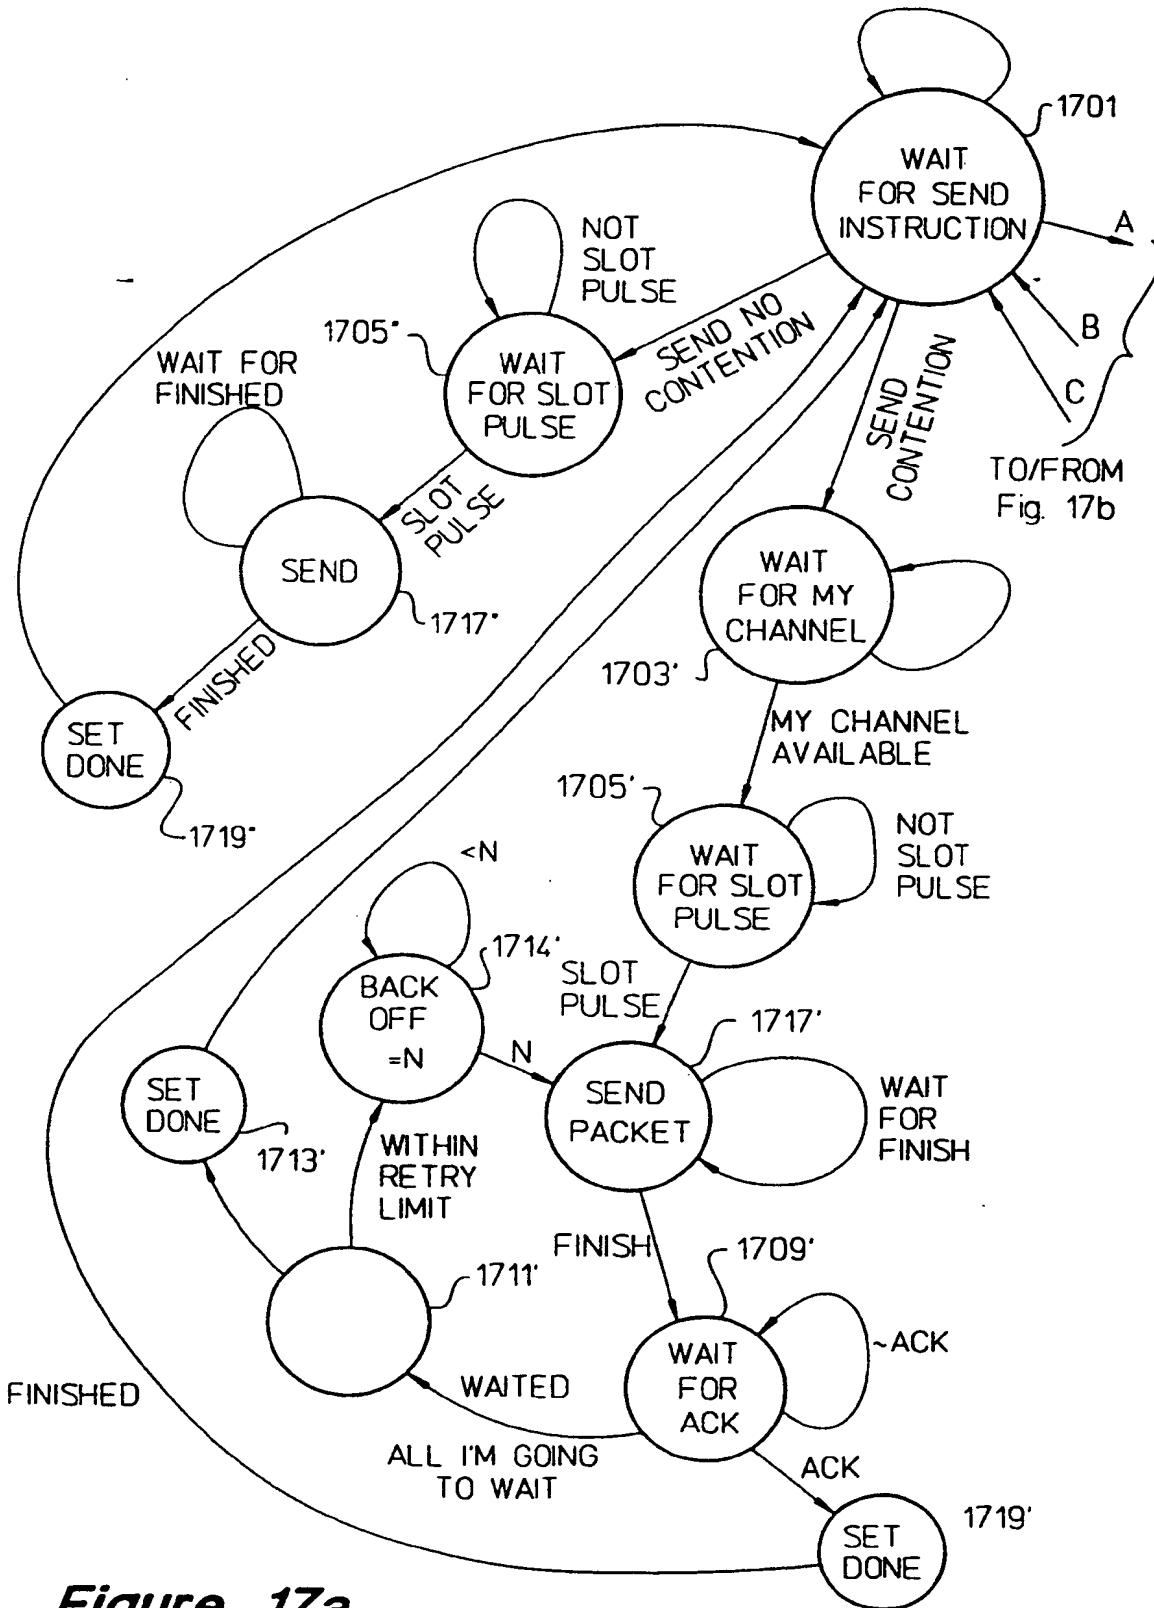 1701
WAIT
FOR SEND
INSTRUCTION
A
B
C
TO/FROM
Fig. 17b
NOT
SLOT
PULSE
1705"
WAIT
FOR SLOT
PULSE
SEND NO
CONTENTION
SEND
CONTENTION
WAIT FOR
FINISHED
SLOT
PULSE
SEND
1717"
FINISHED
SET
DONE
1719"
WAIT
FOR MY
CHANNEL
1703'
MY CHANNEL
AVAILABLE
1705'
WAIT
FOR SLOT
PULSE
NOT
SLOT
PULSE
<N
1714'
BACK
OFF
=N
SLOT
PULSE
N
1717'
SEND
PACKET
WAIT
FOR
FINISH
SET
DONE
1713'
WITHIN
RETRY
LIMIT
FINISH
1709'
1711'
WAIT
FOR
ACK
~ACK
FINISHED
WAITED
ALL I'M GOING
TO WAIT
ACK
1719'
SET
DONE
Figure 17a